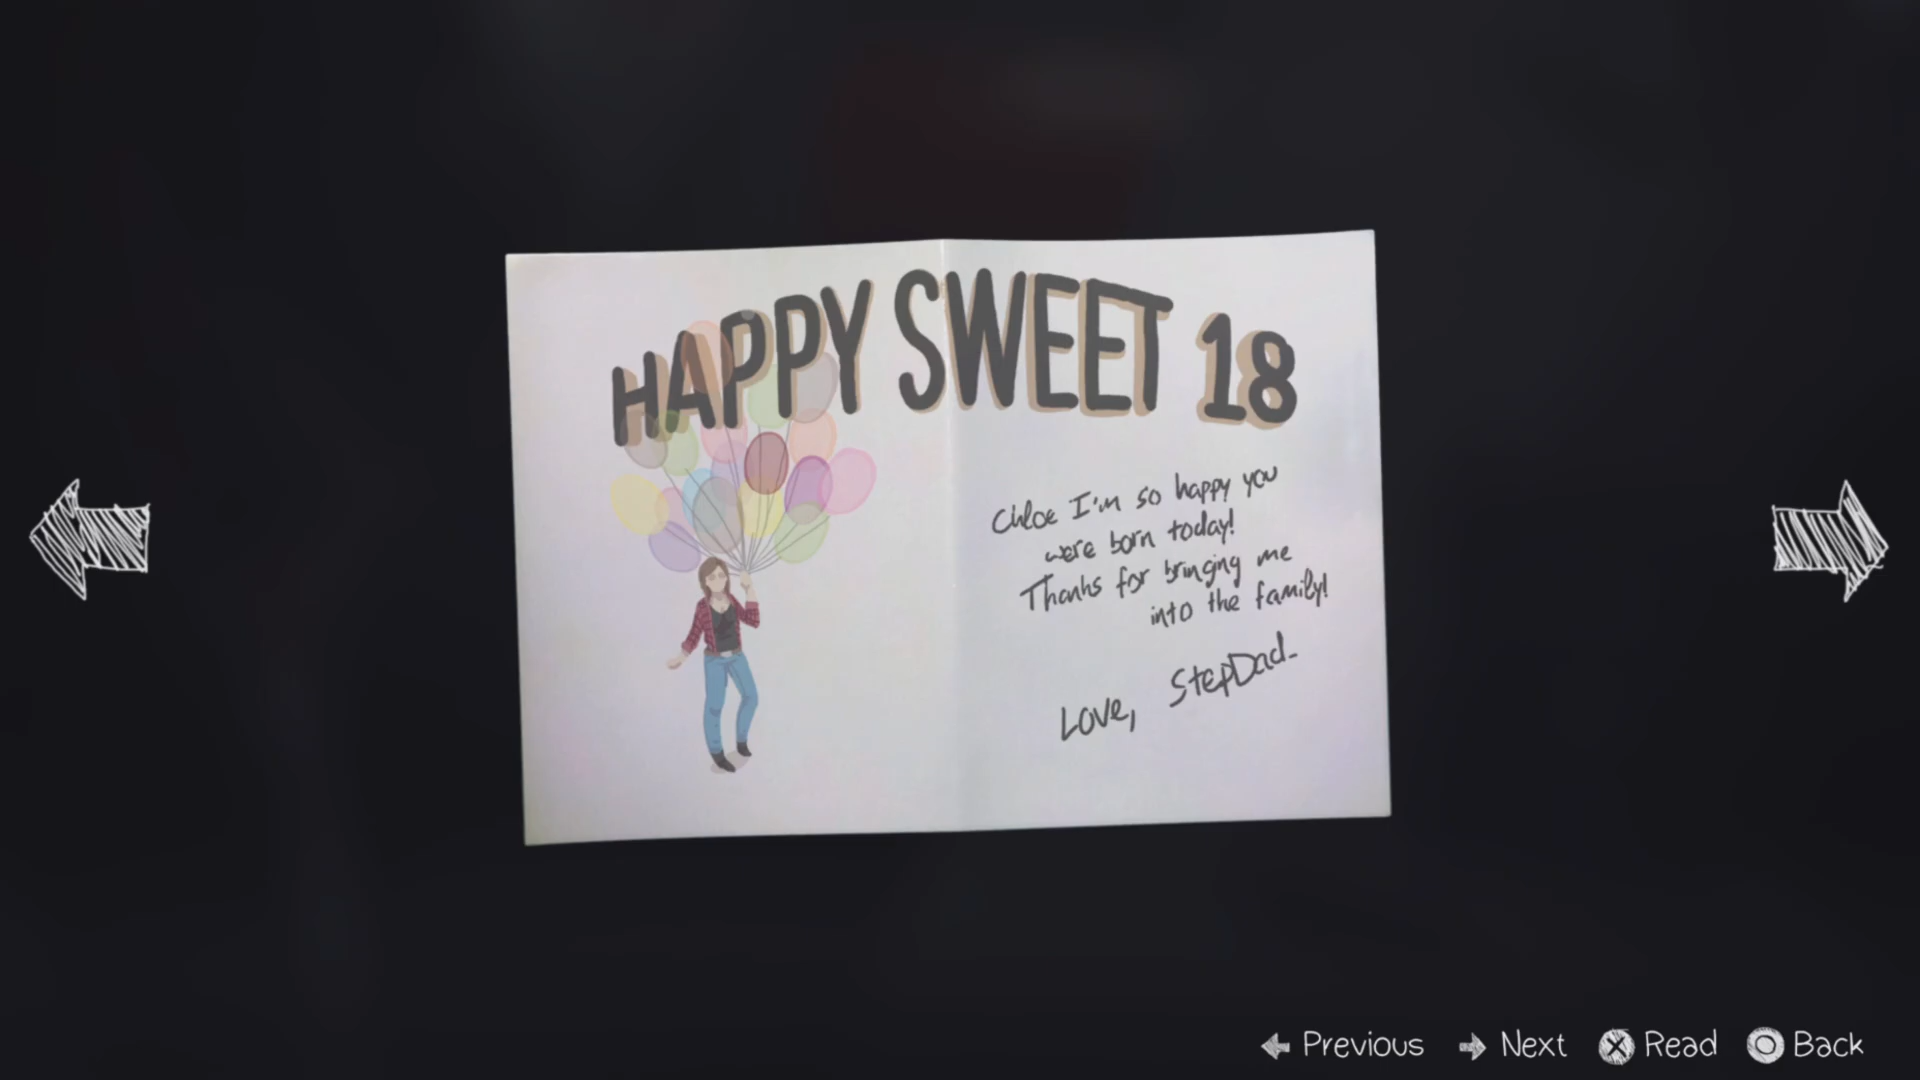 HAPPY SWEET 18
Chloe I'm so happy you
were born today!
Thanks for bringing me
into the family!
Love, StepDad-
Previous Next Read Back